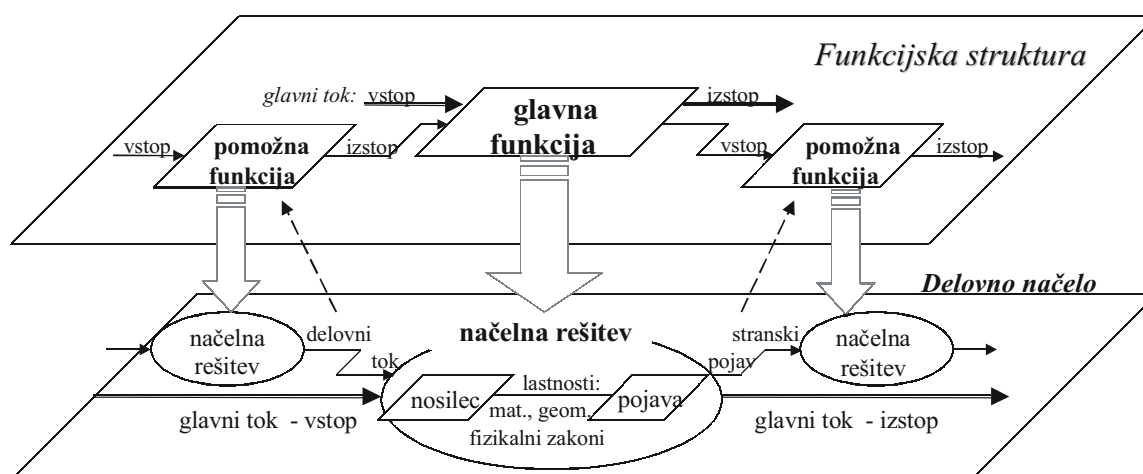 Funkcijska struktura
glavni tok: vstop
glavna
funkcija
izstop
vstop
pomožna
funkcija
izstop
vstop
pomožna
funkcija
izstop
Delovno načelo
načelna
rešitev
delovni
tok
načelna rešitev
nosilec
lastnosti:
mat., geom,
fizikalni zakoni
pojava
pojav
stranski
načelna
rešitev
glavni tok - vstop
glavni tok - izstop